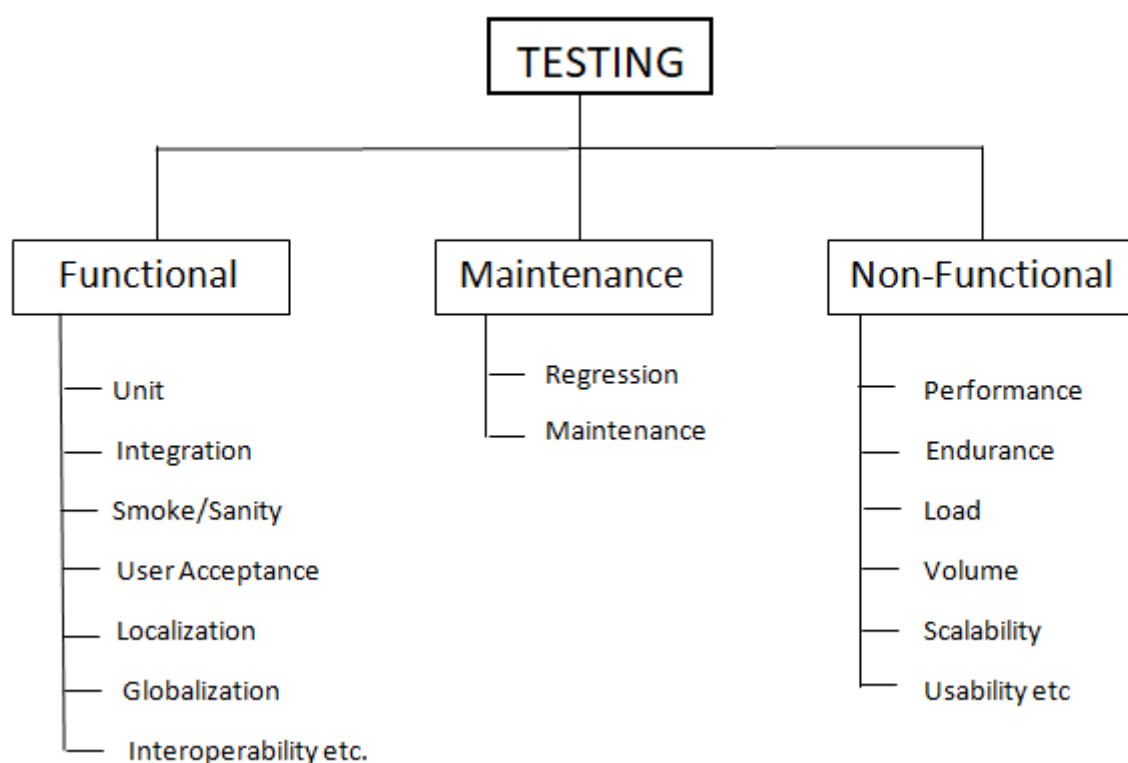 TESTING
Functional
Maintenance
Non-Functional
Unit
Integration
Smoke/Sanity
User Acceptance
Localization
Globalization
Interoperability etc.
Regression
Maintenance
Performance
Endurance
Load
Volume
Scalability
Usability etc